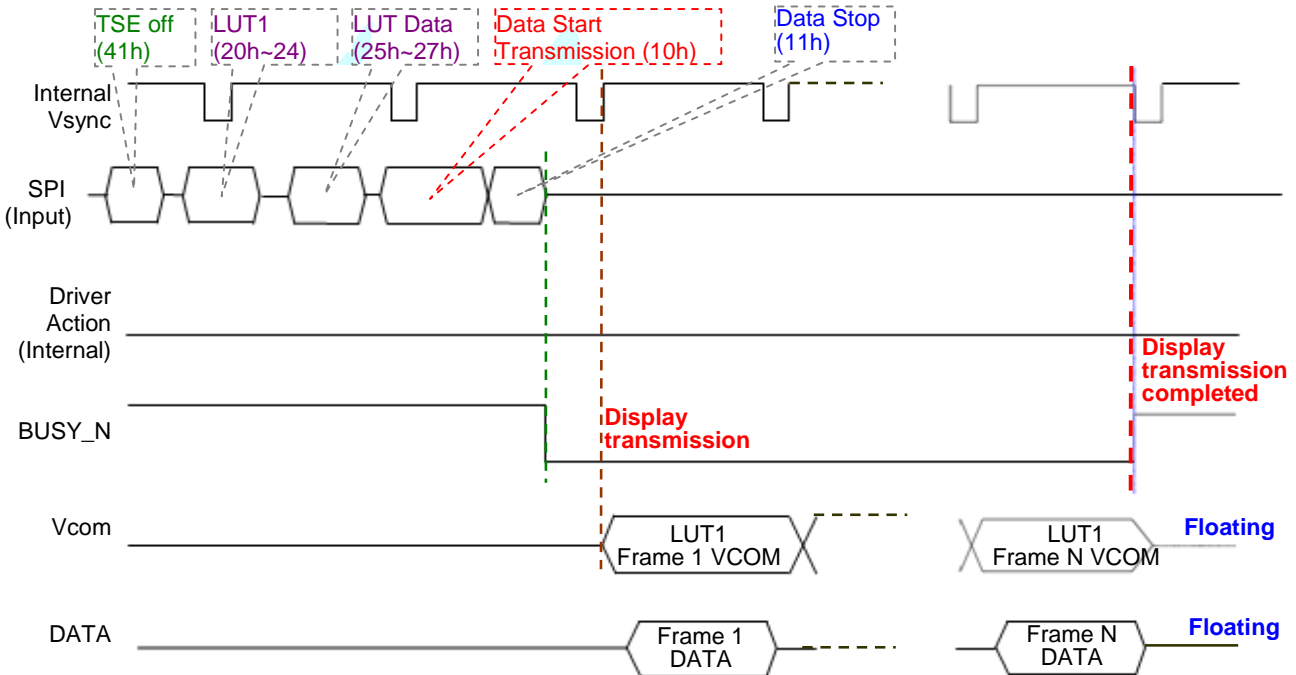 TSE off
(41h)
LUT1
(20h~24)
LUT Data
(25h~27h)
Data Start
Transmission (10h)
Data Stop
(11h)
Internal
Vsync
SPI
(Input)
Driver
Action
(Internal)
Display
transmission
completed
BUSY_N
Display
transmission
Vcom
LUT1
Frame 1 VCOM
LUT1
Frame N VCOM
Floating
DATA
Frame 1
DATA
Frame N
DATA
Floating